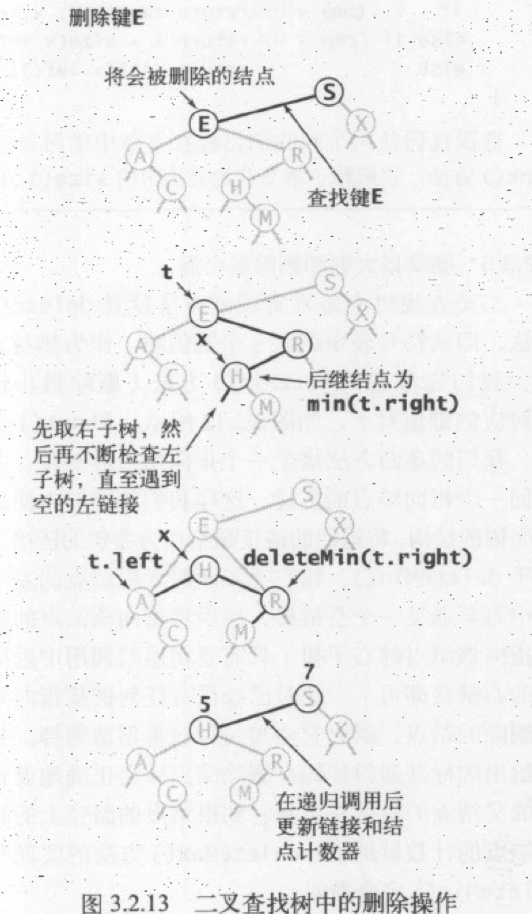 删除键E
将会被删除的结点
S
E
X
A
R
C
H
M
查找键E
t
S
E
X
x
A
R
H
C
M
后继结点为
min(t.right)
先取右子树，然
后再不断检查左
子树，直至遇到
空的左链接
S
E
X
x
t.left
H
deleteMin(t.right)
A
R
C
M
7
5
S
H
X
A
R
C
M
在递归调用后
更新链接和结
点计数器
图 3.2.13 二叉查找树中的删除操作